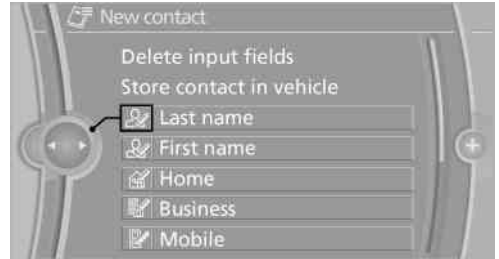 New contact
Delete input fields
Store contact in vehicle
Last name
First name
Home
Business
Mobile